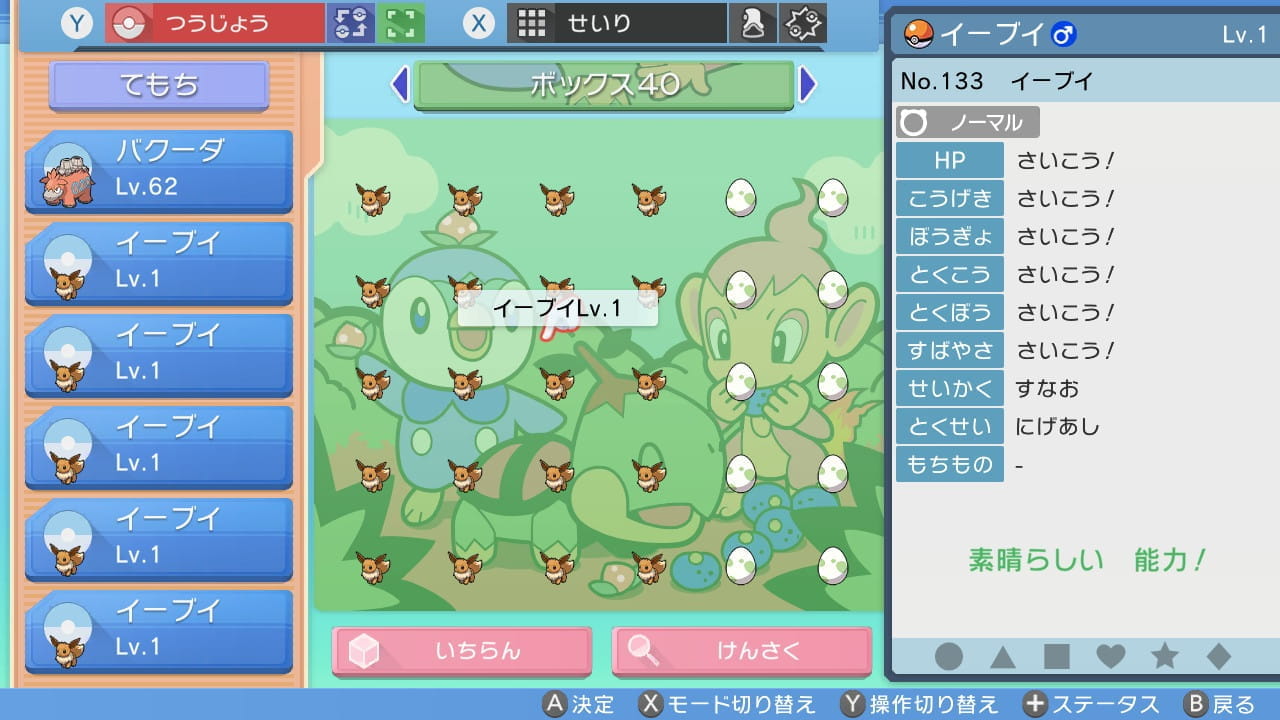 Y つうじょう X せいり
てもち
バクーダ
Lv.62
イーブイ
Lv.1
イーブイ
Lv.1
イーブイ
Lv.1
イーブイ
Lv.1
イーブイ
Lv.1
ボックス40
イーブイLv.1
いちらん
けんさく
イーブイ♂ Lv.1
No.133 イーブイ
ノーマル
HP さいこう!
こうげき さいこう!
ぼうぎょ さいこう!
とくこう さいこう!
とくぼう さいこう!
すばやさ さいこう!
せいかく すなお
とくせい にげあし
もちもの -
素晴らしい 能力!
A 決定 X モード切り替え Y 操作切り替え + ステータス B 戻る